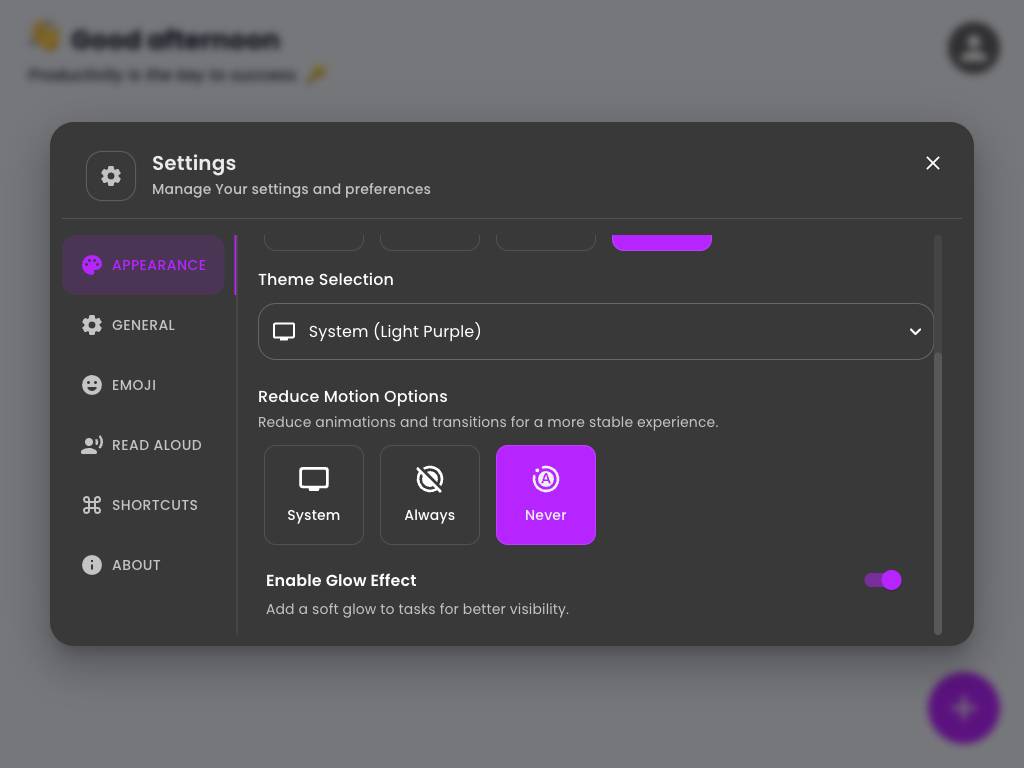 Good afternoon
Productivity is the key to success.
Settings
Manage Your settings and preferences
APPEARANCE
GENERAL
EMOJI
READ ALOUD
SHORTCUTS
ABOUT
Theme Selection
System (Light Purple)
Reduce Motion Options
Reduce animations and transitions for a more stable experience.
System
Always
Never
Enable Glow Effect
Add a soft glow to tasks for better visibility.